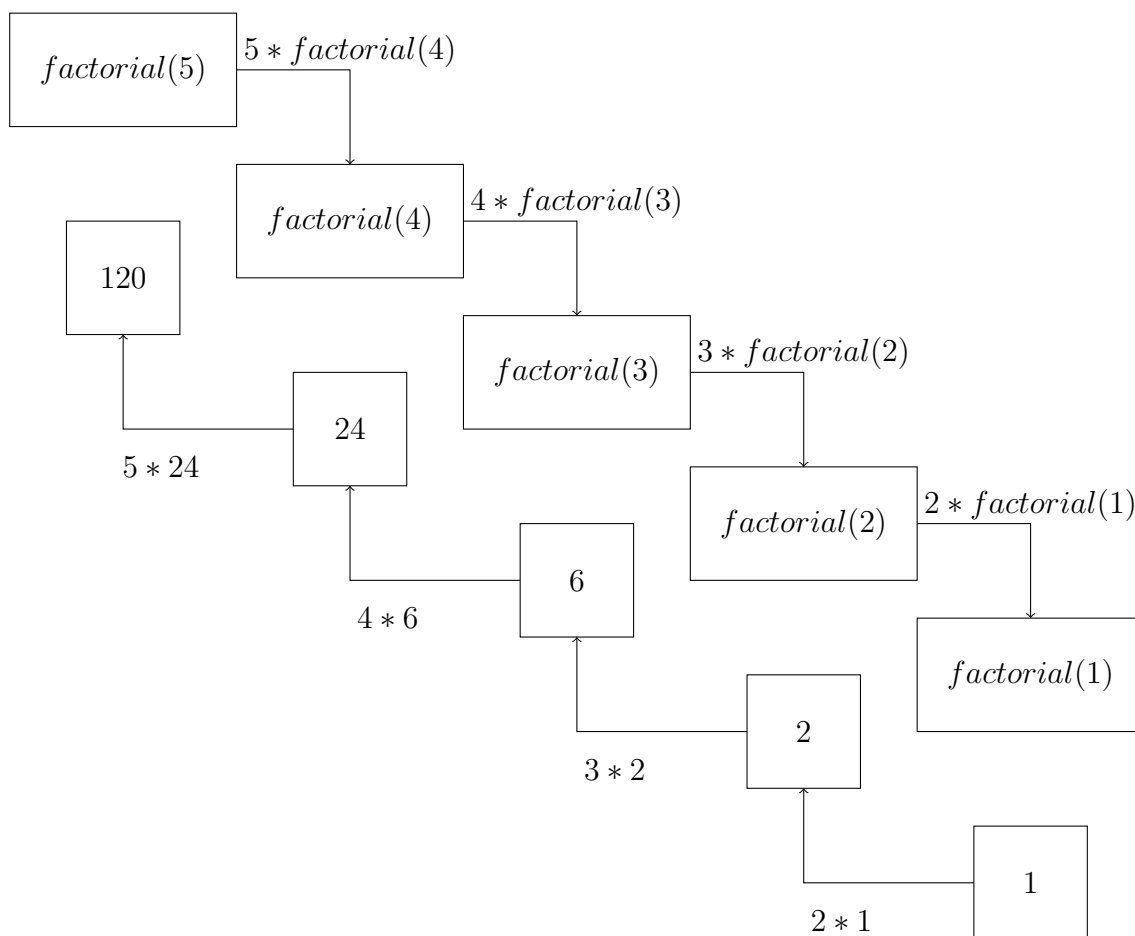 factorial(5)
5 ∗ factorial(4)
factorial(4)
4 ∗ factorial(3)
120
factorial(3)
3 ∗ factorial(2)
24
5 ∗ 24
factorial(2)
2 ∗ factorial(1)
6
4 ∗ 6
factorial(1)
2
3 ∗ 2
1
2 ∗ 1